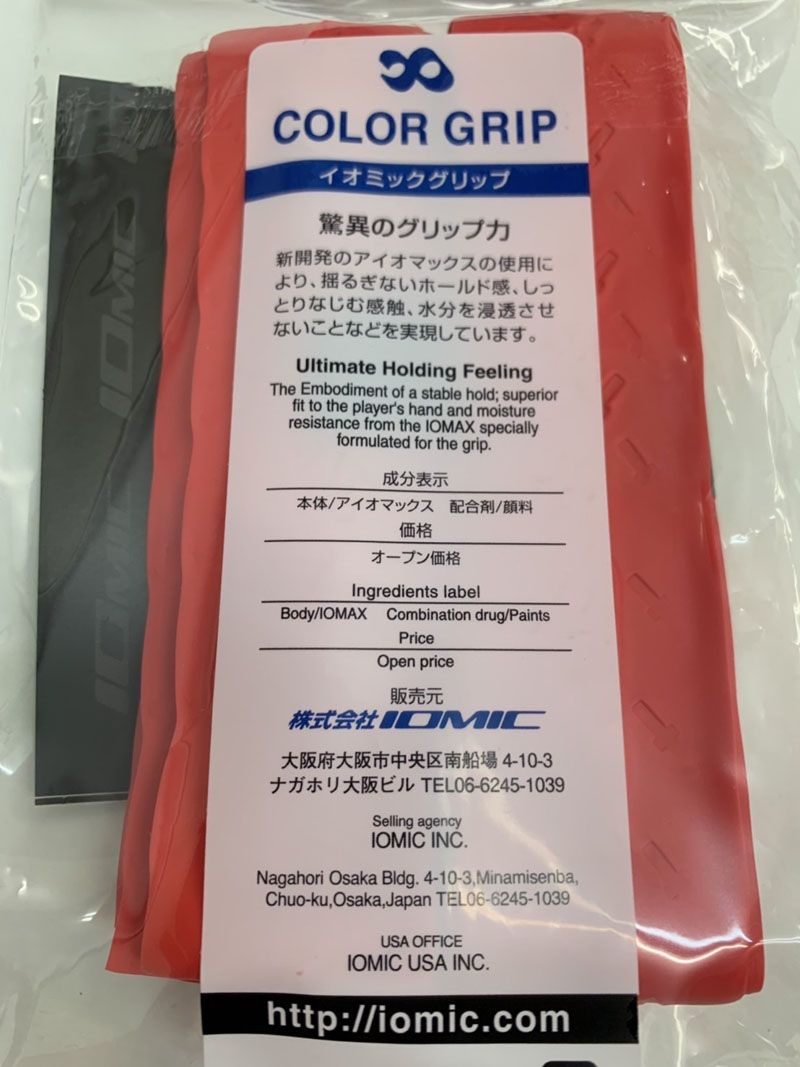 COLOR GRIP
イオミックグリップ
驚異のグリップ力
新開発のアイオマックスの使用に
より、揺るぎないホールド感、しっ
とりなじむ感触、水分を浸透させ
ないことなどを実現しています。
Ultimate Holding Feeling
The Embodiment of a stable hold; superior
fit to the player's hand and moisture
resistance from the IOMAX specially
formulated for the grip.
成分表示
本体/アイオマックス 配合剤/顔料
価格
オープン価格
Ingredients label
Body/IOMAX Combination drug/Paints
Price
Open price
販売元
株式会社IOMIC
大阪府大阪市中央区南船場 4-10-3
ナガホリ大阪ビル TEL06-6245-1039
Selling agency
IOMIC INC.
Nagahori Osaka Bldg. 4-10-3,Minamisenba,
Chuo-ku,Osaka,Japan TEL06-6245-1039
USA OFFICE
IOMIC USA INC.
http://iomic.com
IOMIC
IOMIC